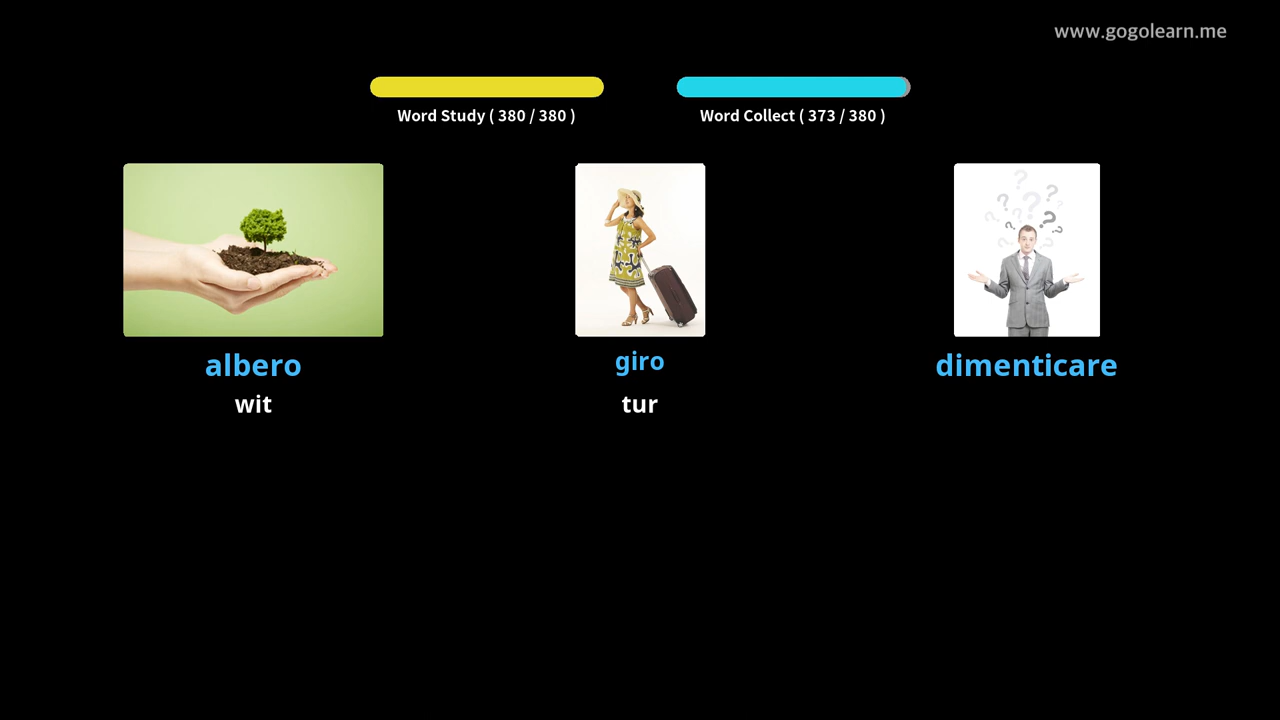 www.gogolearn.me
Word Study ( 380 / 380 )
Word Collect ( 373 / 380 )
albero
giro
dimenticare
wit
tur